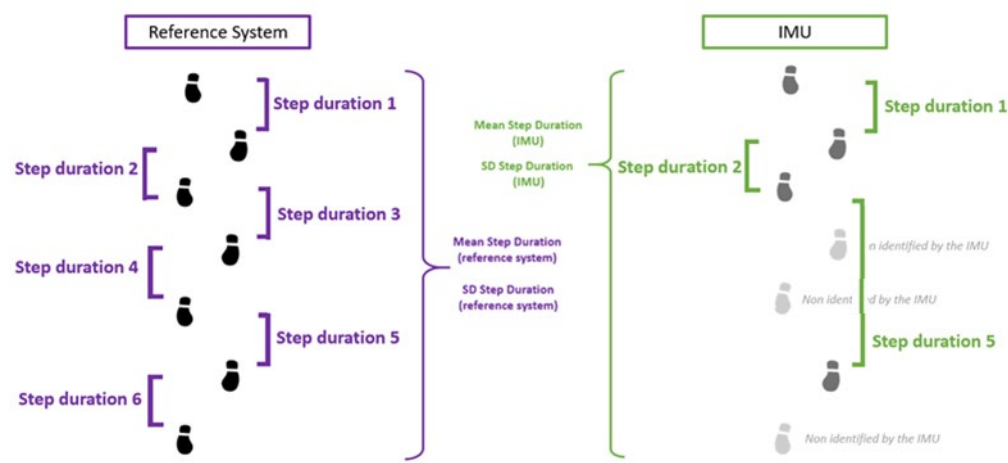 Reference System
IMU
Step duration 1
Step duration 2
Step duration 3
Step duration 4
Step duration 5
Step duration 6
Mean Step Duration
(reference system)
SD Step Duration
(reference system)
Mean Step Duration
(IMU)
SD Step Duration
(IMU)
Step duration 1
Step duration 2
n identified by the IMU
Non identified by the IMU
Step duration 5
Non identified by the IMU